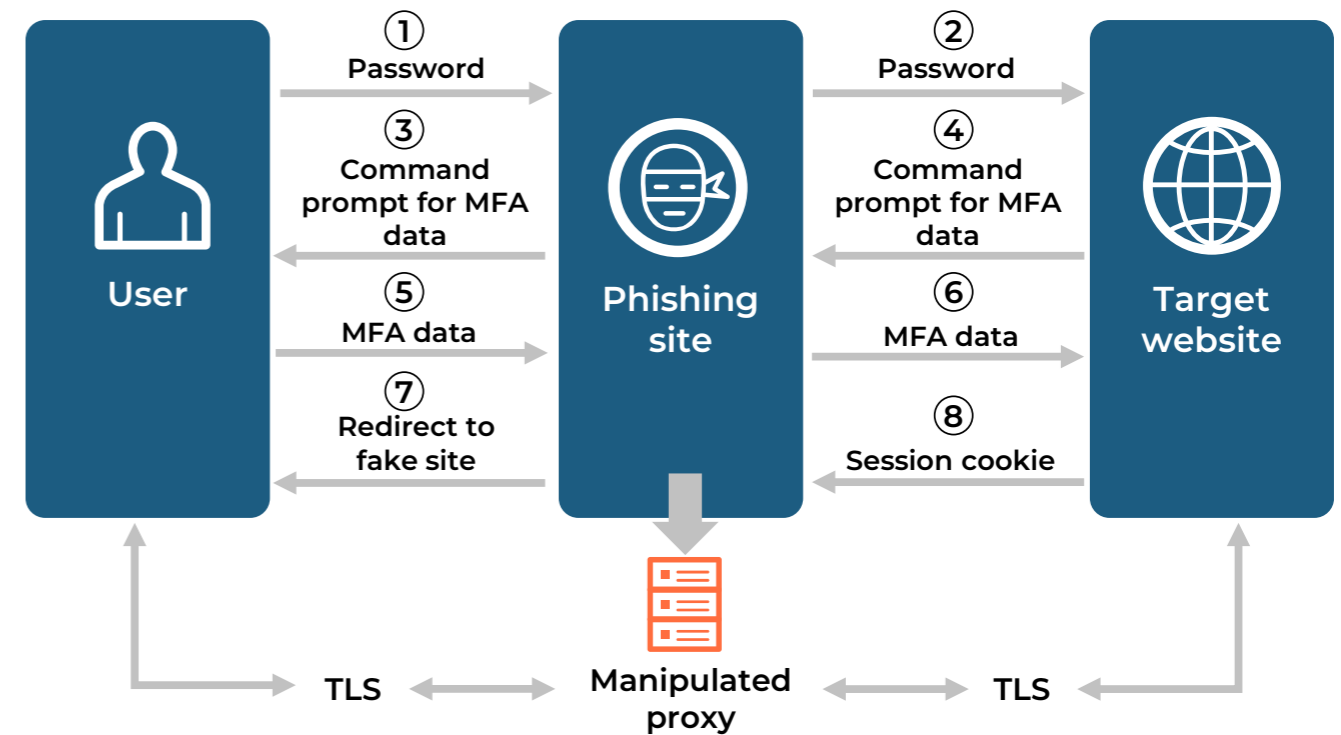 ①
Password
②
Password
③
Command
prompt for MFA
data
④
Command
prompt for MFA
data
User
Phishing
site
Target
website
⑤
MFA data
⑥
MFA data
⑦
Redirect to
fake site
⑧
Session cookie
TLS
Manipulated
proxy
TLS